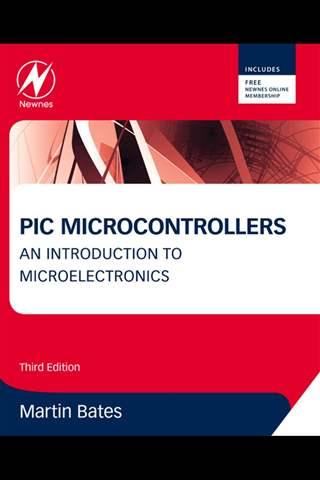 Newnes
INCLUDES
FREE
NEWNES ONLINE
MEMBERSHIP
PIC MICROCONTROLLERS
AN INTRODUCTION TO
MICROELECTRONICS
Third Edition
Martin Bates